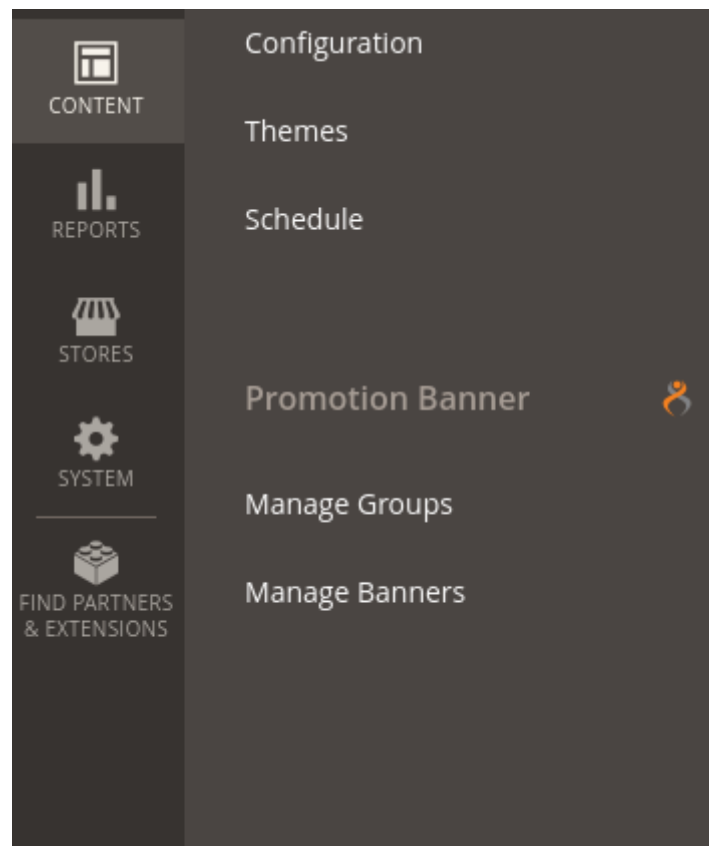 CONTENT
REPORTS
STORES
SYSTEM
FIND PARTNERS
& EXTENSIONS
Configuration
Themes
Schedule
Promotion Banner
Manage Groups
Manage Banners